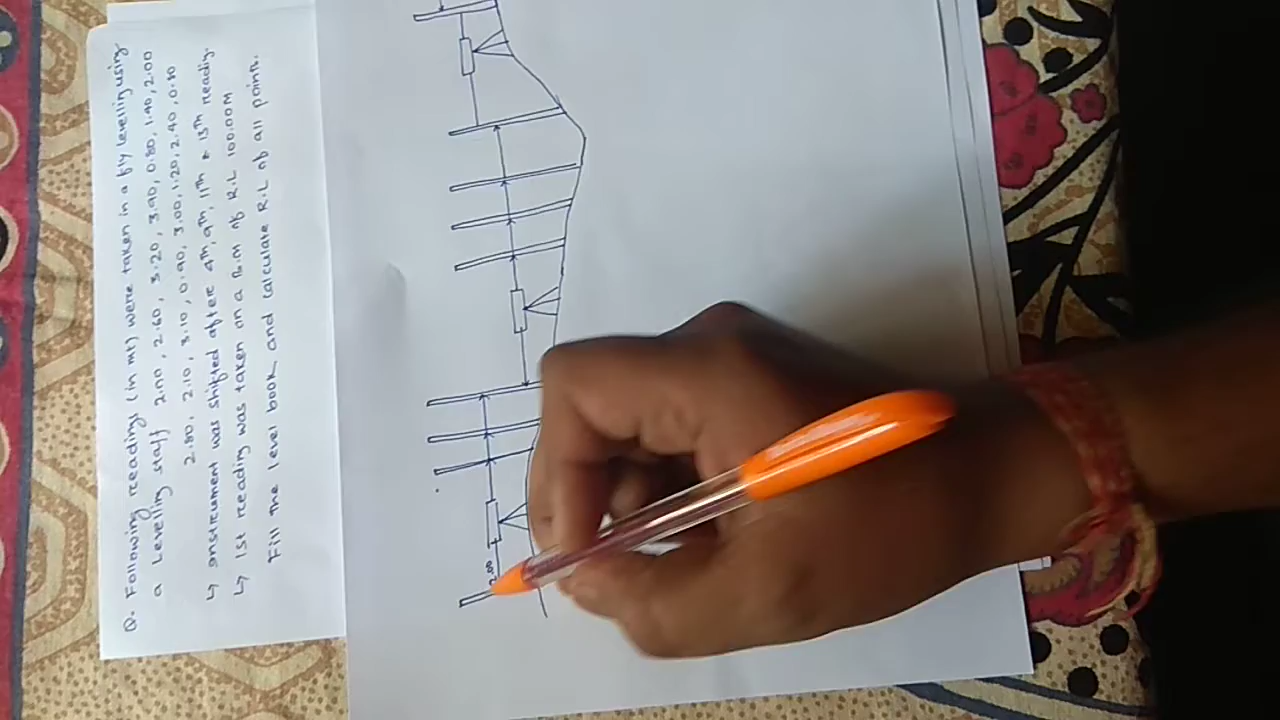 Q. Following readings (in mt) were taken in a fly levelling using
a Levelling staff 2.00, 2.60, 3.20, 3.90, 0.80, 1.40, 2.00
2.80, 2.10, 3.10, 0.90, 3.00, 1.20, 2.40, 0.80
↳ instrument was shifted after 4th, 9th, 11th & 13th reading.
↳ 1st reading was taken on a B.M of R.L 100.00M
Fill the level book and calculate R.L of all points.
2.00